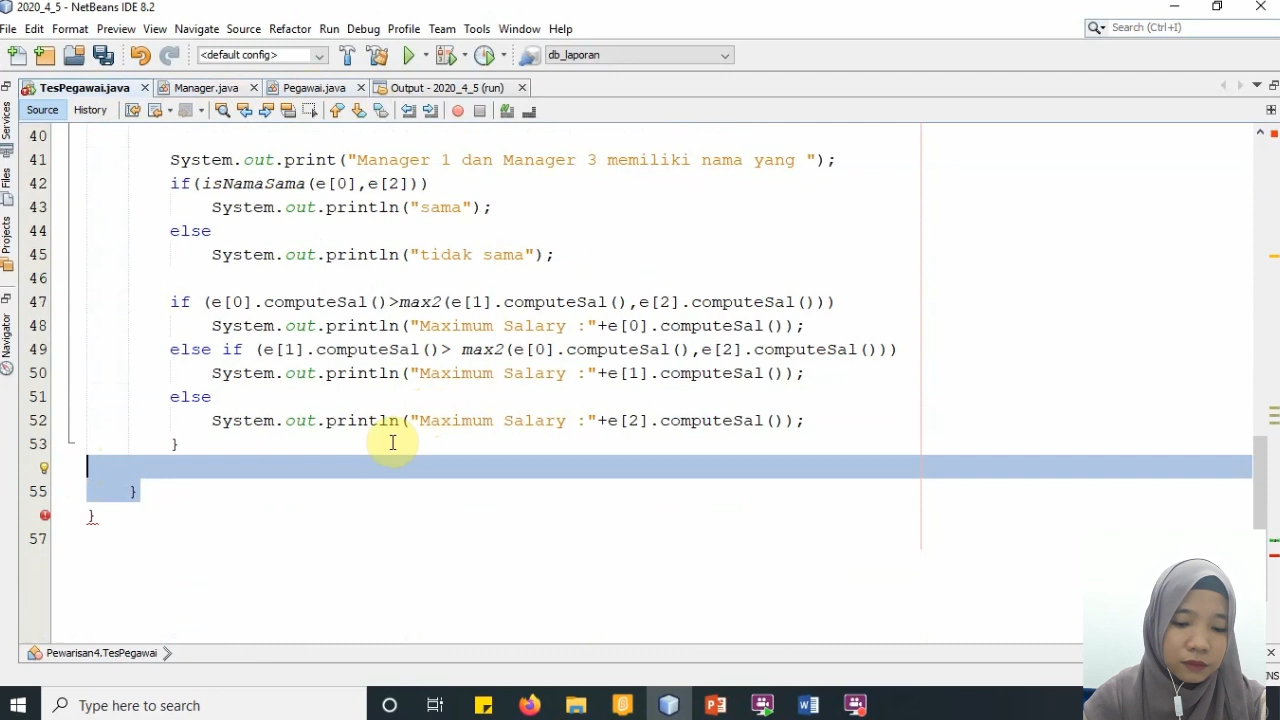 2020_4_5 - NetBeans IDE 8.2
File Edit Format Preview View Navigate Source Refactor Run Debug Profile Team Tools Window Help
Search (Ctrl+I)
<default config>
db_laporan
TesPegawai.java
Manager.java
Pegawai.java
Output - 2020_4_5 (run)
Source History
Services
Files
Projects
Navigator
40
41 System.out.print("Manager 1 dan Manager 3 memiliki nama yang ");
42 if(isNamaSama(e[0],e[2]))
43 System.out.println("sama");
44 else
45 System.out.println("tidak sama");
46
47 if (e[0].computeSal()>max2(e[1].computeSal(),e[2].computeSal()))
48 System.out.println("Maximum Salary :"+e[0].computeSal());
49 else if (e[1].computeSal()> max2(e[0].computeSal(),e[2].computeSal()))
50 System.out.println("Maximum Salary :"+e[1].computeSal());
51 else
52 System.out.println("Maximum Salary :"+e[2].computeSal());
53 }
55 }
}
57
Pewarisan4.TesPegawai
Type here to search